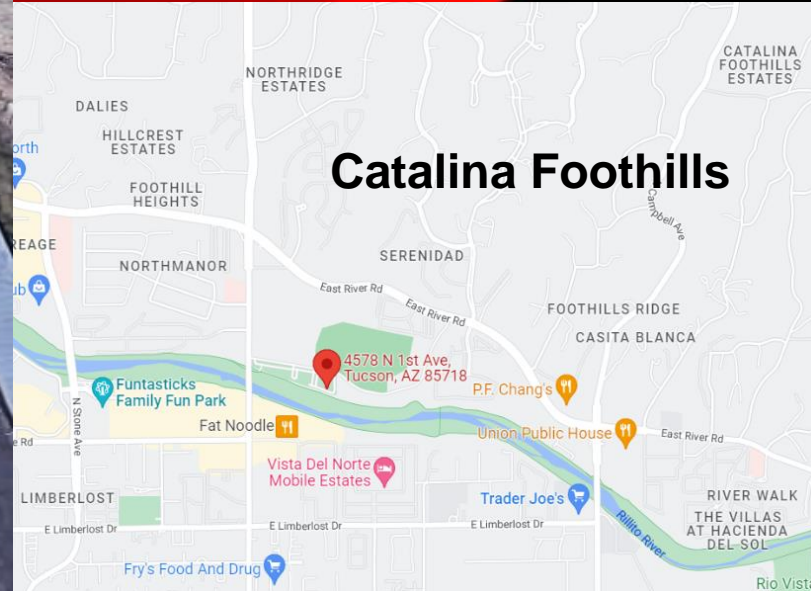 CATALINA
FOOTHILLS
ESTATES
NORTHRIDGE
ESTATES
DALIES
HILLCREST
ESTATES
orth
Catalina Foothills
FOOTHILL
HEIGHTS
Campbell Ave
REAGE
NORTHMANOR
SERENIDAD
ub
East River Rd
East River Rd
FOOTHILLS RIDGE
CASITA BLANCA
4578 N 1st Ave,
Tucson, AZ 85718
Funtasticks
Family Fun Park
P.F. Chang's
N Stone Ave
Fat Noodle
Union Public House
East River Rd
e Rd
Vista Del Norte
Mobile Estates
LIMBERLOST
Trader Joe's
RIVER WALK
THE VILLAS
AT HACIENDA
DEL SOL
E Limberlost Dr
E Limberlost Dr
E Limberlost Dr
Rillito River
Fry's Food And Drug
Rio Vista